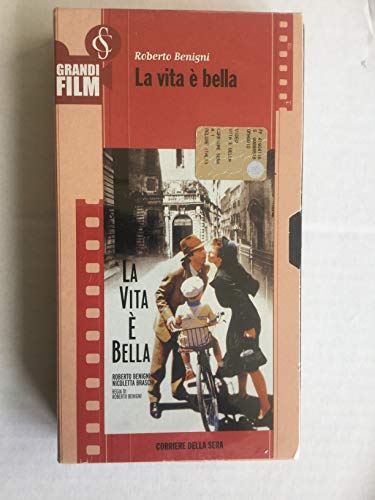 GRANDI
FILM
Roberto Benigni
La vita è bella
LA
VITA
È
BELLA
ROBERTO BENIGNI
NICOLETTA BRASCHI
REGIA DI
ROBERTO BENIGNI
CORRIERE DELLA SERA